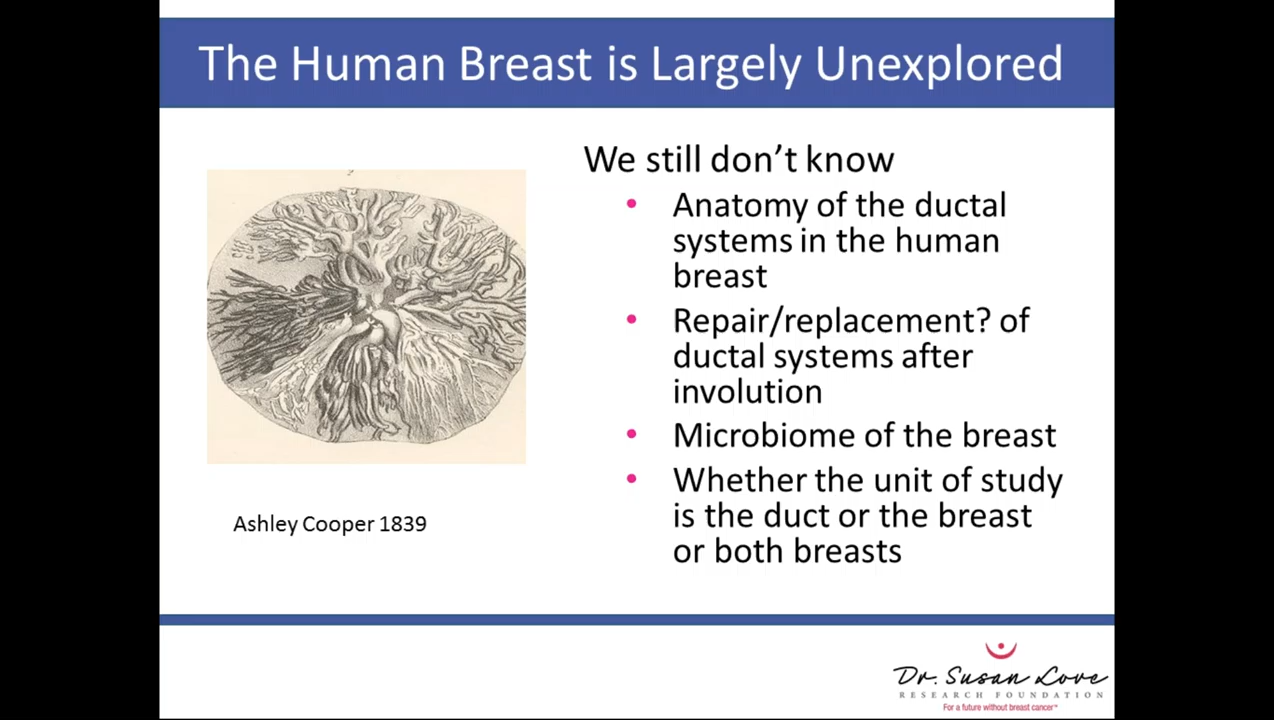 The Human Breast is Largely Unexplored
We still don't know
• Anatomy of the ductal
systems in the human
breast
• Repair/replacement? of
ductal systems after
involution
• Microbiome of the breast
• Whether the unit of study
is the duct or the breast
or both breasts
Ashley Cooper 1839
Dr. Susan Love
RESEARCH FOUNDATION
For a future without breast cancer™